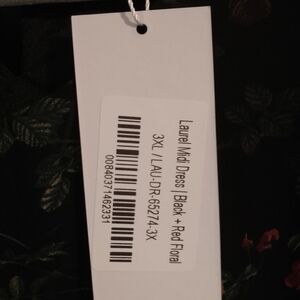 Laurel Midi Dress | Black + Red Floral
3XL / LAU-DR-65274-3X
00840371462331